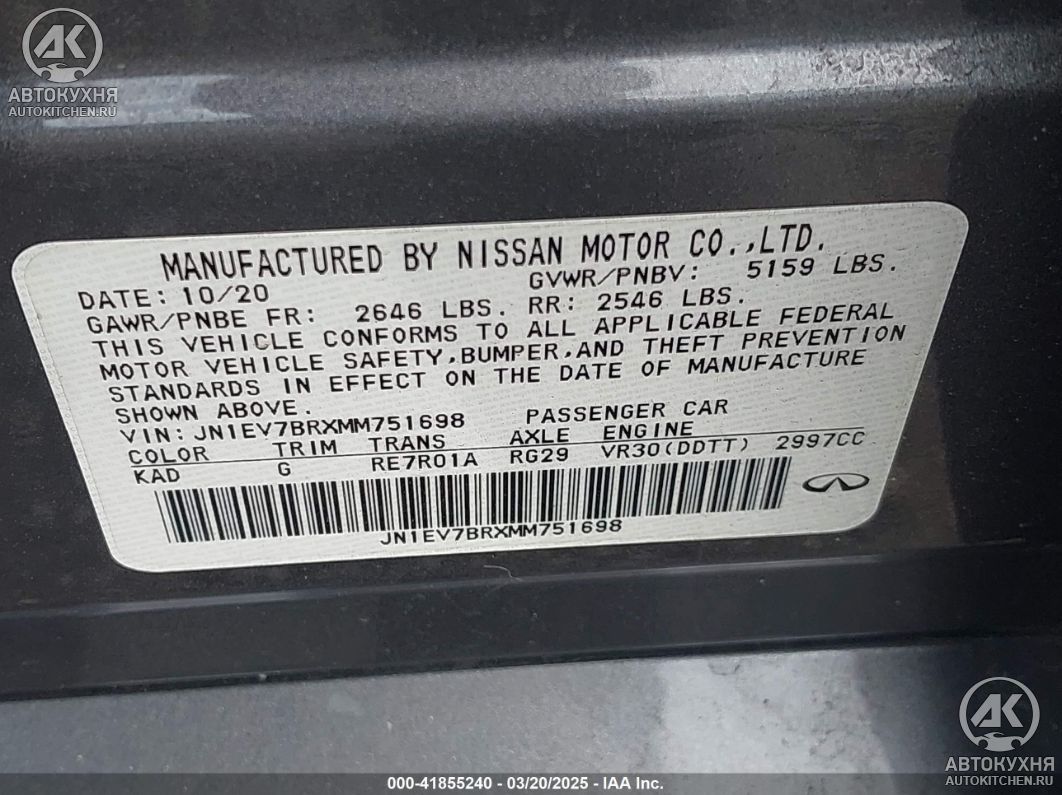 AK
АВТОКУХНЯ
AUTOKITCHEN.RU
MANUFACTURED BY NISSAN MOTOR CO.,LTD.
DATE: 10/20 GVWR/PNBV: 5159 LBS.
GAWR/PNBE FR: 2646 LBS. RR: 2546 LBS.
THIS VEHICLE CONFORMS TO ALL APPLICABLE FEDERAL
MOTOR VEHICLE SAFETY,BUMPER,AND THEFT PREVENTION
STANDARDS IN EFFECT ON THE DATE OF MANUFACTURE
SHOWN ABOVE.
VIN: JN1EV7BRXMM751698 PASSENGER CAR
COLOR TRIM TRANS AXLE ENGINE
KAD G RE7R01A RG29 VR30(DDTT) 2997CC
JN1EV7BRXMM751698
AK
АВТОКУХНЯ
AUTOKITCHEN.RU
000-41855240 - 03/20/2025 - IAA Inc.